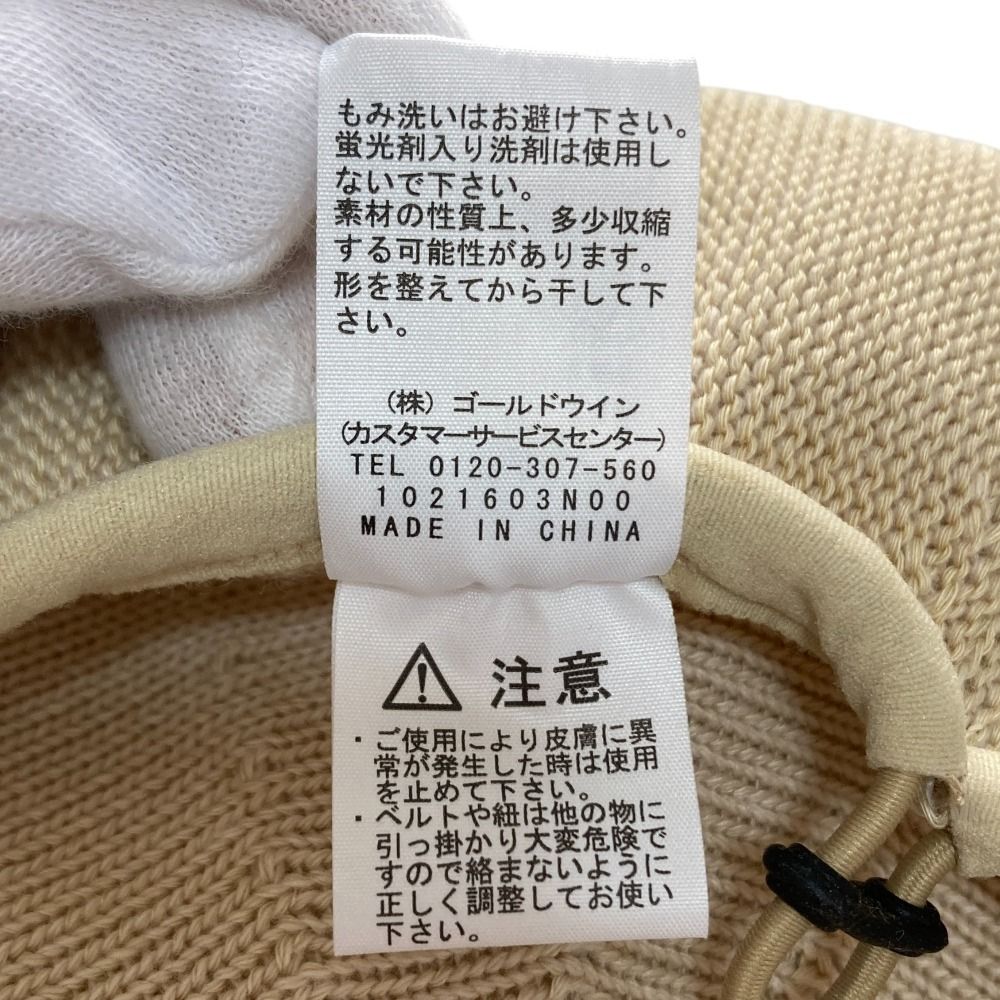 もみ洗いはお避け下さい。
蛍光剤入り洗剤は使用し
ないで下さい。
素材の性質上、多少収縮
する可能性があります。
形を整えてから干して下
さい。
（株）ゴールドウイン
(カスタマーサービスセンター)
TEL 0120-307-560
1021603N00
MADE IN CHINA
注意
・ご使用により皮膚に異
常が発生した時は使用
を止めて下さい。
・ベルトや紐は他の物に
引っ掛かり大変危険で
すので絡まないように
正しく調整してお使い
下さい。